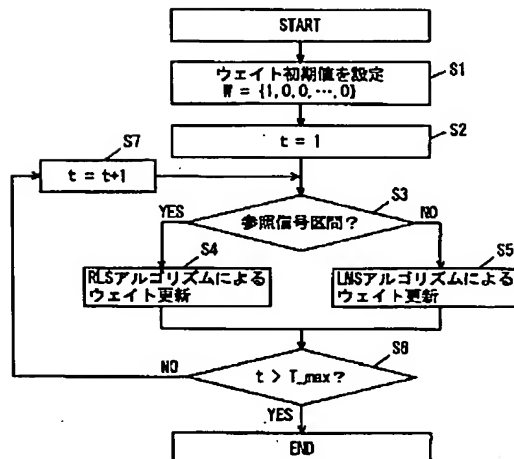 START
ウェイト初期値を設定
W = {1,0,0,…,0}
S1
t = 1
S2
S7
t = t+1
S3
YES
参照信号区間?
NO
S4
RLSアルゴリズムによる
ウェイト更新
S5
LMSアルゴリズムによる
ウェイト更新
S6
NO
t > T_max?
YES
END